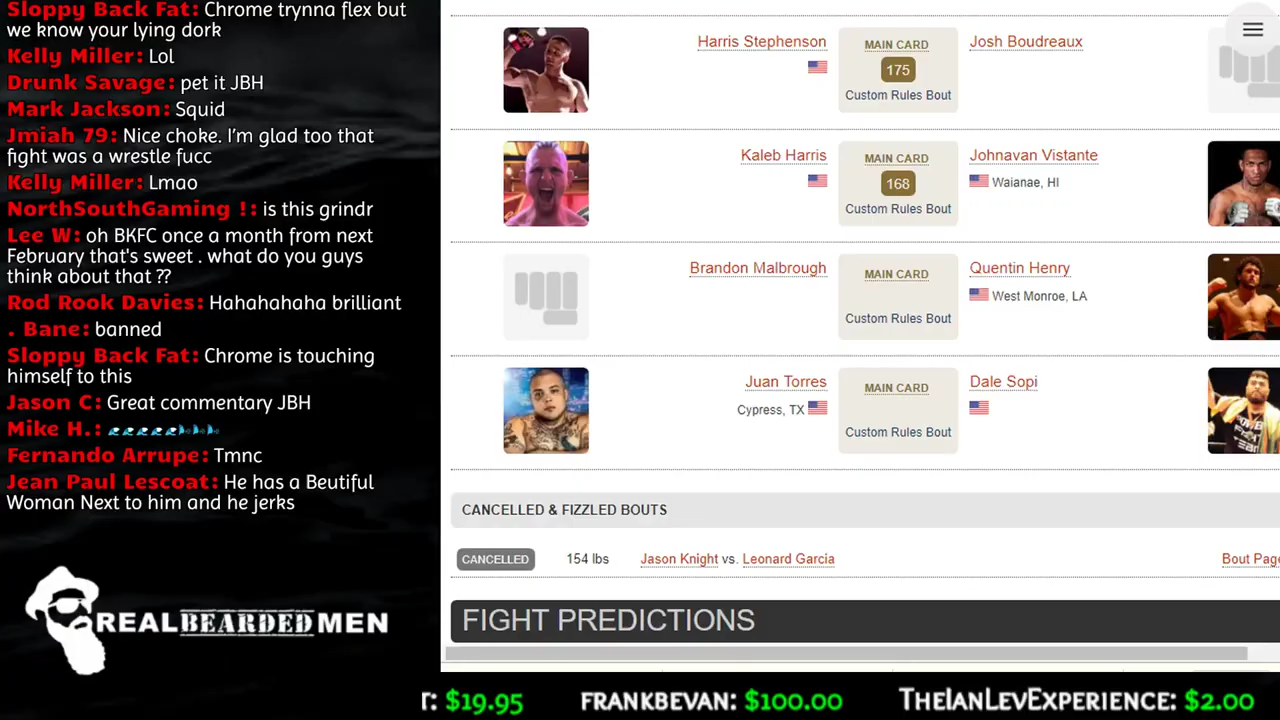 Sloppy Back Fat: Chrome trynna flex but
we know your lying dork
Kelly Miller: Lol
Drunk Savage: pet it JBH
Mark Jackson: Squid
Jmiah 79: Nice choke. I'm glad too that
fight was a wrestle fucc
Kelly Miller: Lmao
NorthSouthGaming !: is this grindr
Lee W: oh BKFC once a month from next
February that's sweet . what do you guys
think about that ??
Rod Rook Davies: Hahahahaha brilliant
. Bane: banned
Sloppy Back Fat: Chrome is touching
himself to this
Jason C: Great commentary JBH
Mike H.:
Fernando Arrupe: Tmnc
Jean Paul Lescoat: He has a Beutiful
Woman Next to him and he jerks
REALBEARDEDMEN
Harris Stephenson
MAIN CARD
175
Custom Rules Bout
Josh Boudreaux
Kaleb Harris
MAIN CARD
168
Custom Rules Bout
Johnavan Vistante
Waianae, HI
Brandon Malbrough
MAIN CARD
Custom Rules Bout
Quentin Henry
West Monroe, LA
Juan Torres
Cypress, TX
MAIN CARD
Custom Rules Bout
Dale Sopi
CANCELLED & FIZZLED BOUTS
CANCELLED 154 lbs Jason Knight vs. Leonard Garcia Bout Page
FIGHT PREDICTIONS
: $19.95 FRANKBEVAN: $100.00 THEIANLEVEXPERIENCE: $2.00